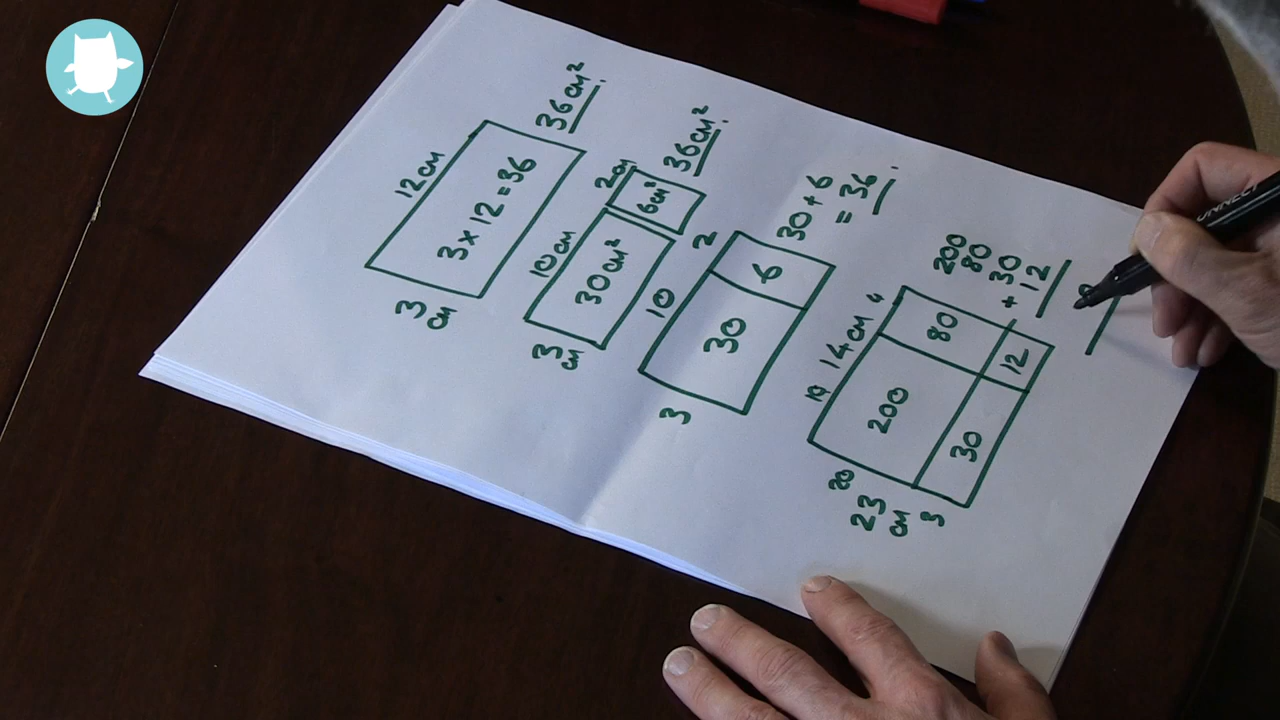 12cm
3 x 12 = 36
3
cm
36cm²
10cm
2cm
30cm²
6cm²
3
cm
36cm²
10
2
30
6
3
30 + 6
= 36
14cm
10
4
200
80
30
12
20
23
cm
3
200
80
+ 30
12
UNNECT